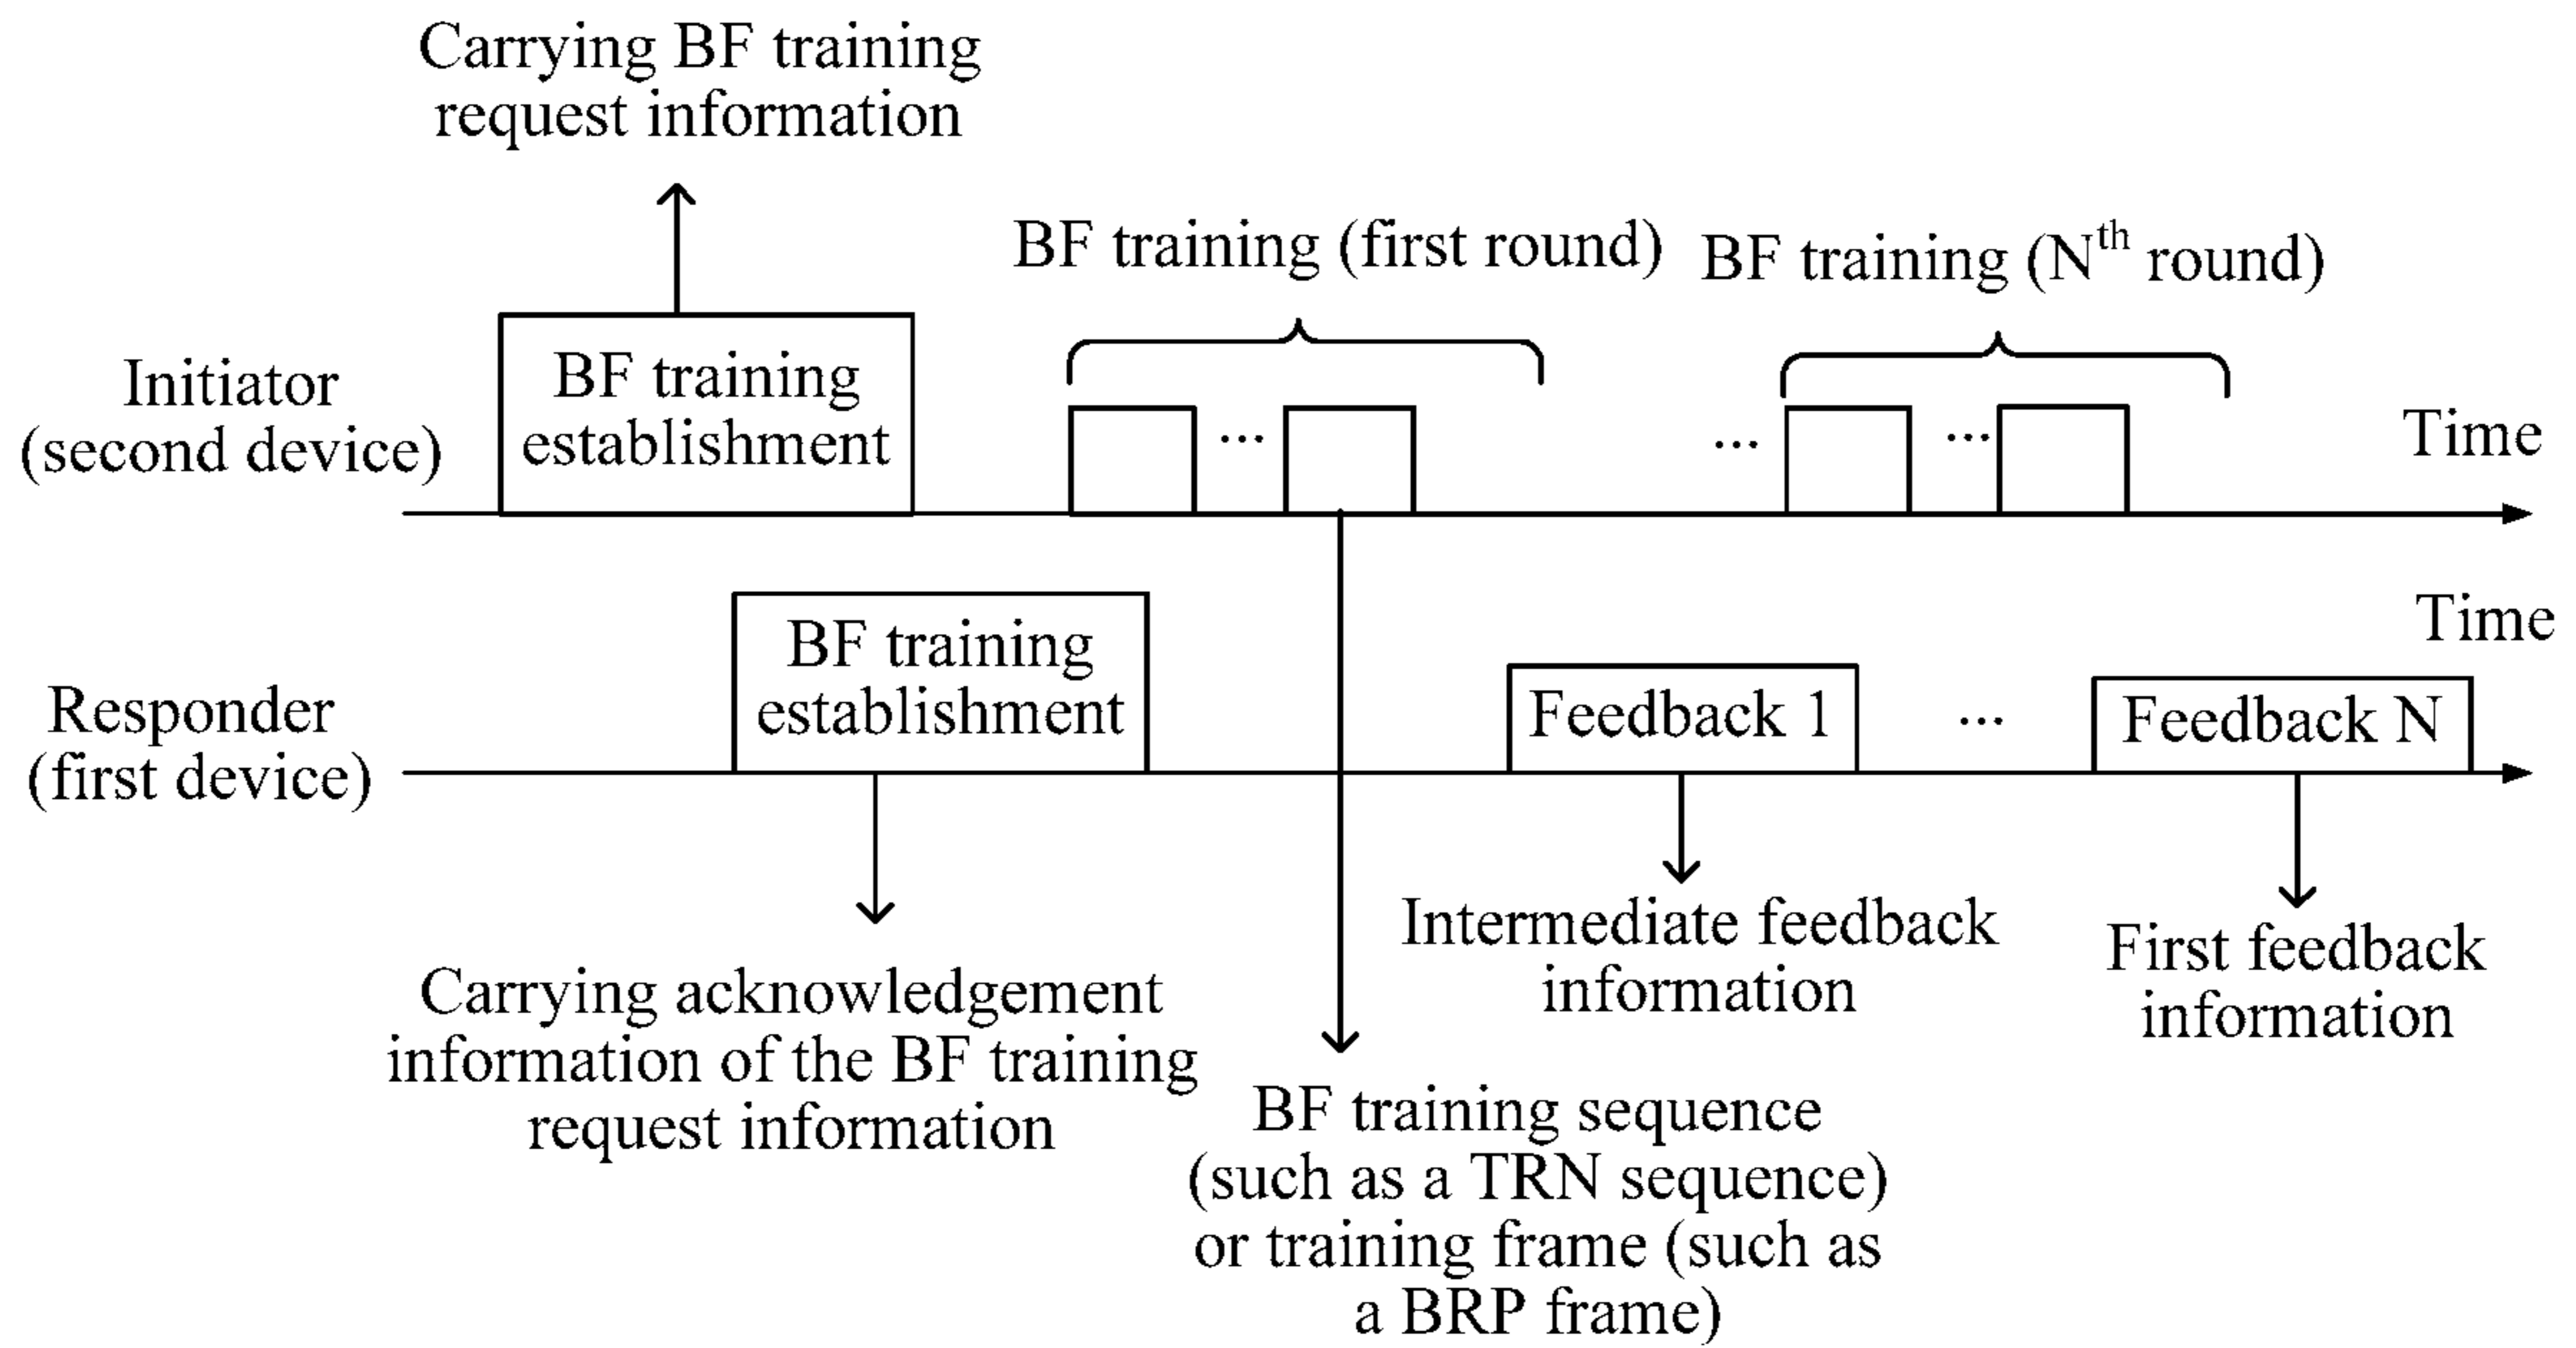 Carrying BF training
request information
BF training (first round)
BF training (Nth round)
Initiator
(second device)
BF training
establishment
...
...
...
Time
Time
Responder
(first device)
BF training
establishment
Feedback 1
...
Feedback N
Carrying acknowledgement
information of the BF training
request information
Intermediate feedback
information
First feedback
information
BF training sequence
(such as a TRN sequence)
or training frame (such as
a BRP frame)